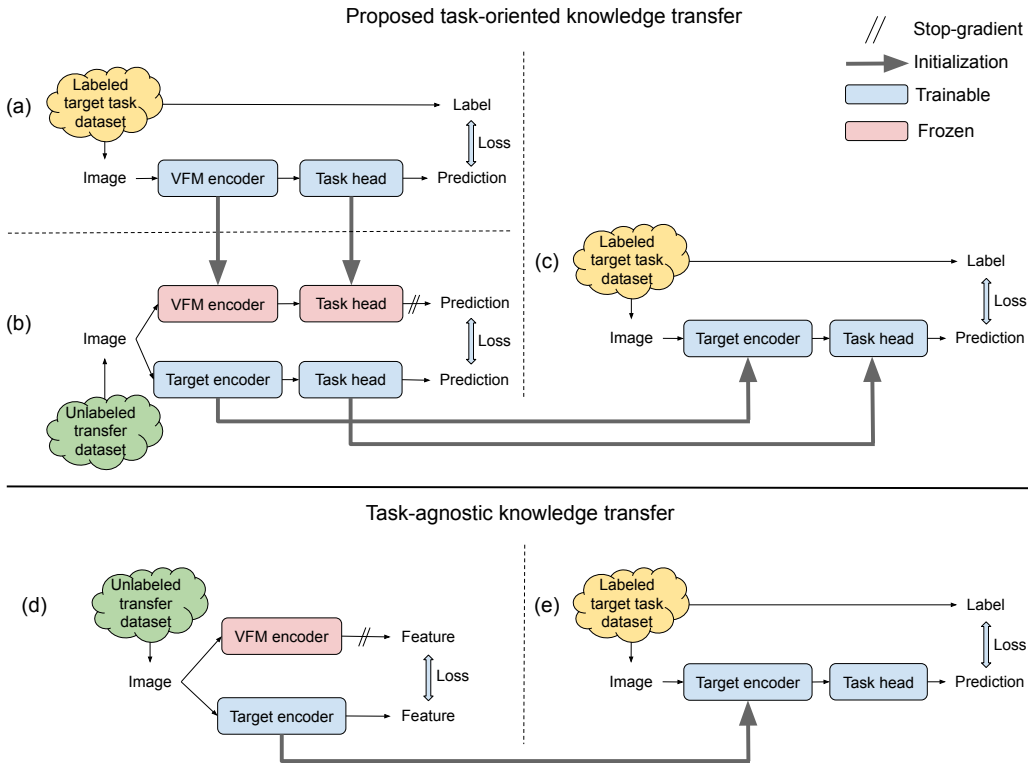 Proposed task-oriented knowledge transfer
Stop-gradient
Initialization
Trainable
Frozen
(a)
Labeled
target task
dataset
Label
Loss
Image
VFM encoder
Task head
Prediction
(b)
VFM encoder
Task head
Prediction
Image
Loss
Target encoder
Task head
Prediction
Unlabeled
transfer
dataset
(c)
Labeled
target task
dataset
Label
Loss
Image
Target encoder
Task head
Prediction
Task-agnostic knowledge transfer
(d)
Unlabeled
transfer
dataset
VFM encoder
Feature
Image
Loss
Target encoder
Feature
(e)
Labeled
target task
dataset
Label
Loss
Image
Target encoder
Task head
Prediction